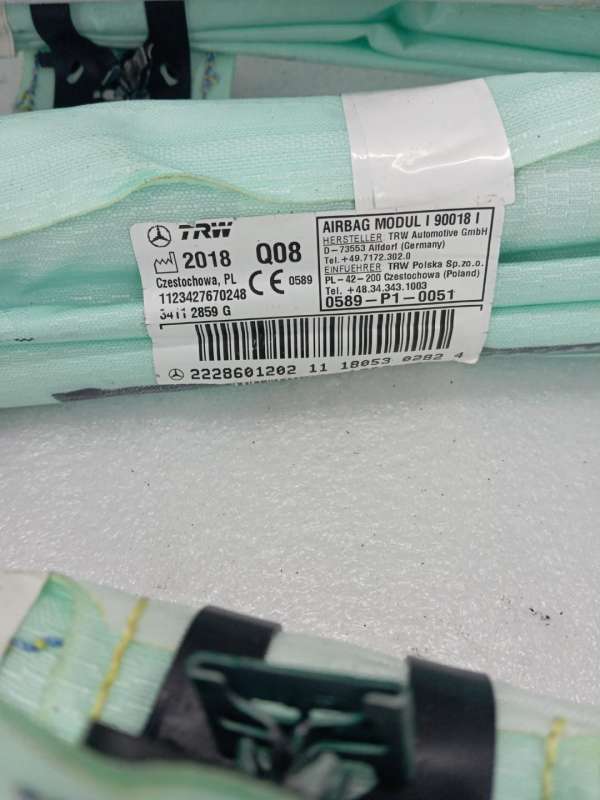 TRW
2018 Q08
Czestochowa, PL
1123427670248
CE 0589
3411 2859 G
AIRBAG MODUL I 90018 I
HERSTELLER TRW Automotive GmbH
D-73553 Alfdorf (Germany)
Tel.+49.7172.302.0
EINFUEHRER TRW Polska Sp.zo.o.
PL-42-200 Czestochowa (Poland)
Tel.+48.34.343.1003
0589-P1-0051
2228601202 11 18053 0282 4